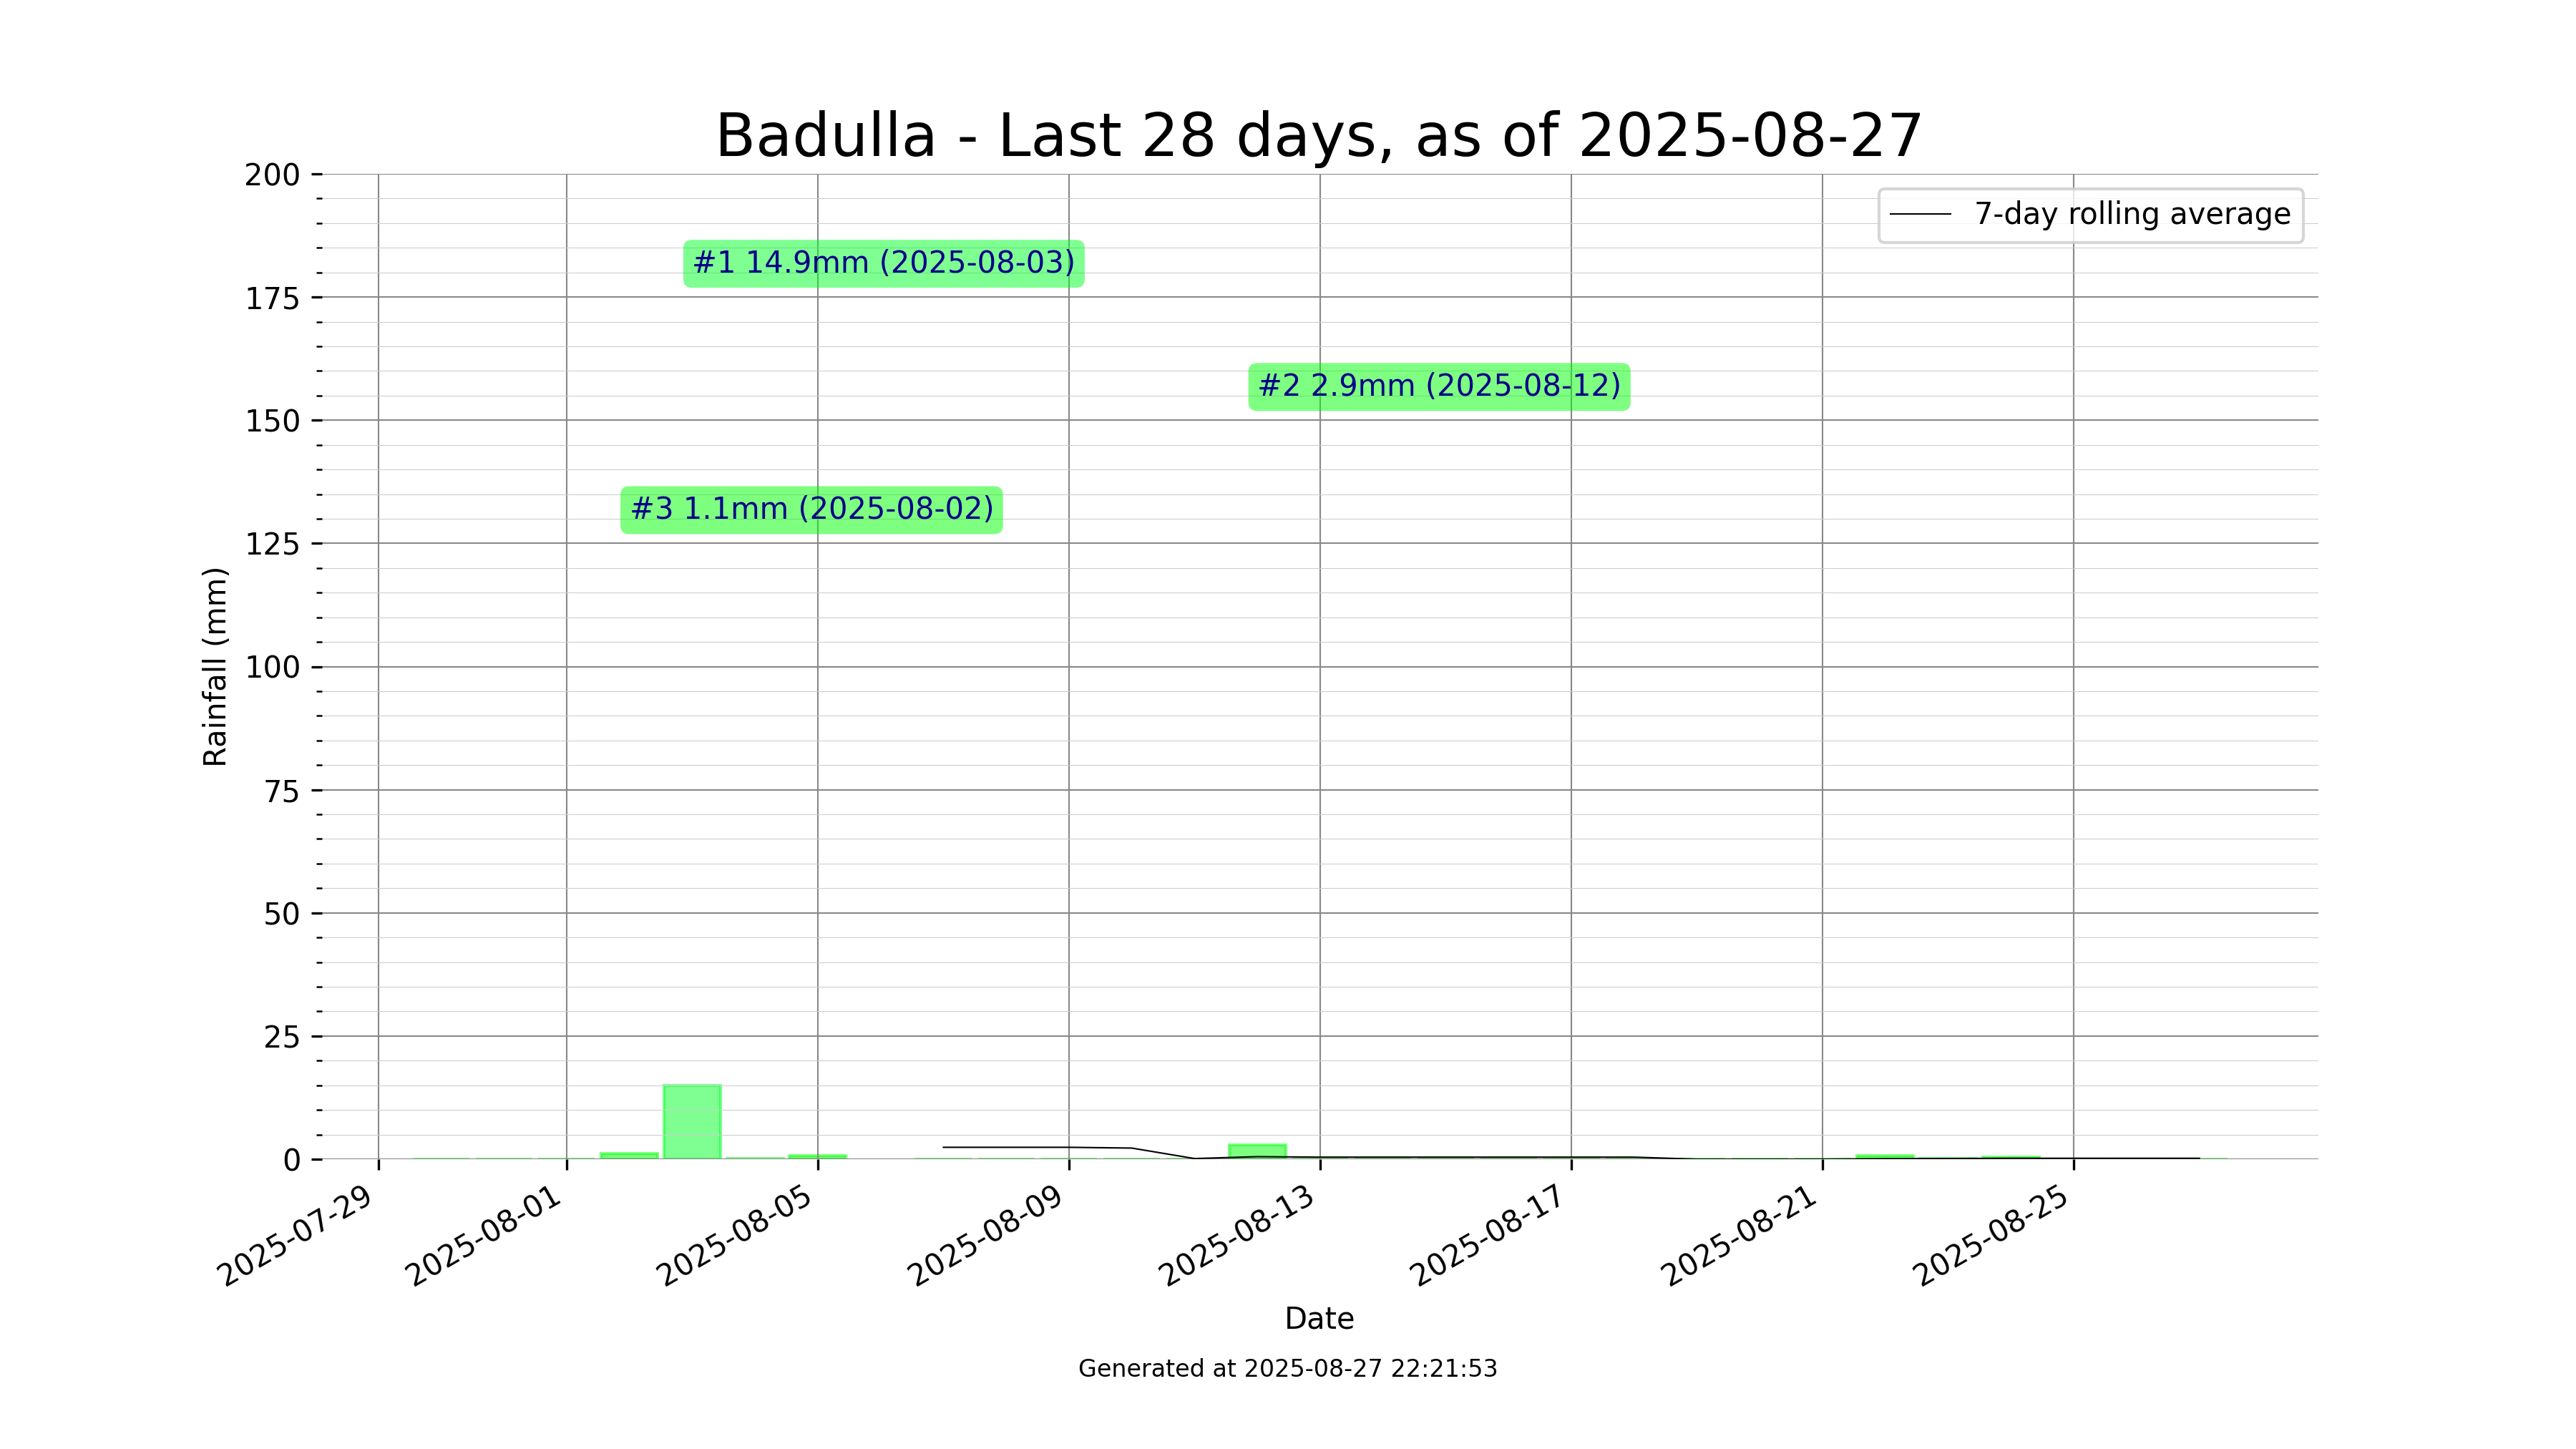 Badulla - Last 28 days, as of 2025-08-27
200
175
150
125
100
75
50
25
0
Rainfall (mm)
7-day rolling average
#1 14.9mm (2025-08-03)
#2 2.9mm (2025-08-12)
#3 1.1mm (2025-08-02)
2025-07-29
2025-08-01
2025-08-05
2025-08-09
2025-08-13
2025-08-17
2025-08-21
2025-08-25
Date
Generated at 2025-08-27 22:21:53